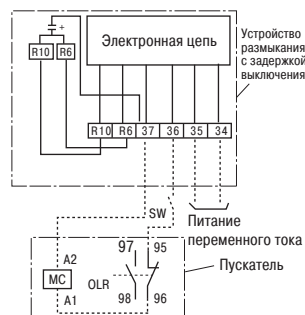 +
Электронная цепь
R10 R6
Устройство
размыкания
с задержкой
выключения
R10 R6 37 36 35 34
SW
Питание
переменного тока
Пускатель
97 95
A2
MC OLR
A1 98 96